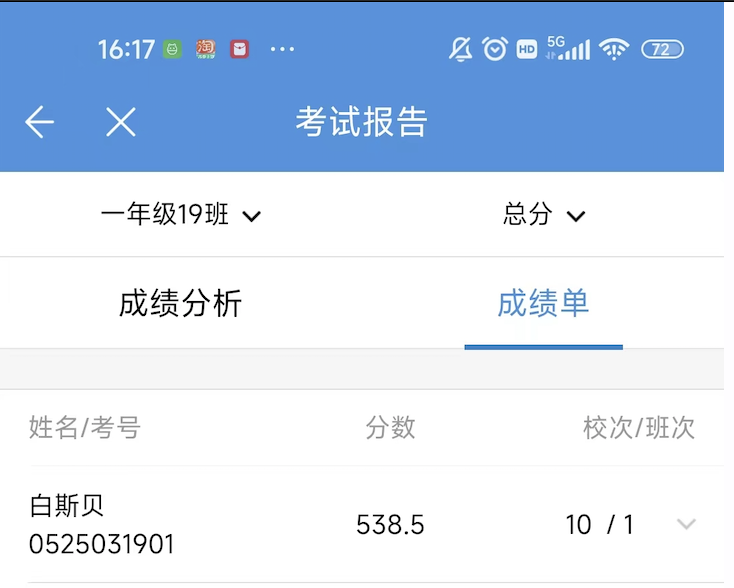 16:17 淘 ... HD 5G 72
考试报告
一年级19班 总分
成绩分析 成绩单
姓名/考号 分数 校次/班次
白斯贝
0525031901 538.5 10 / 1